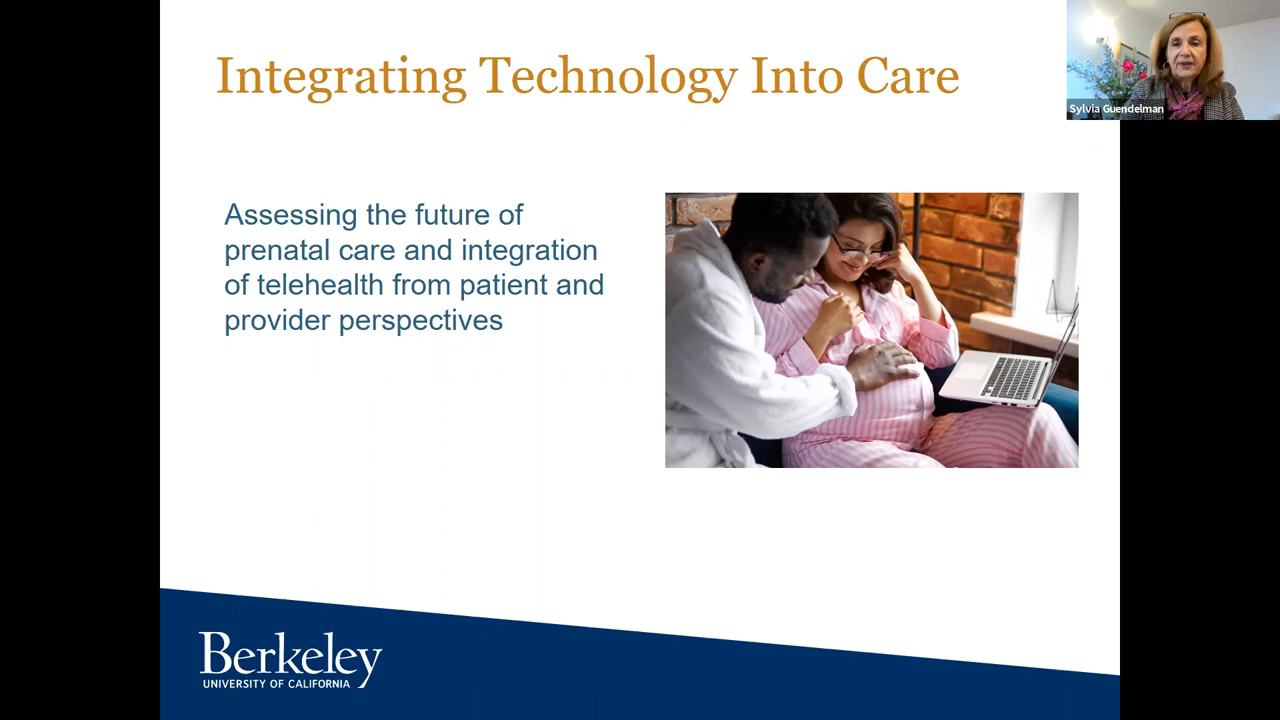 Integrating Technology Into Care
Sylvia Guendelman
Assessing the future of
prenatal care and integration
of telehealth from patient and
provider perspectives
Berkeley
UNIVERSITY OF CALIFORNIA